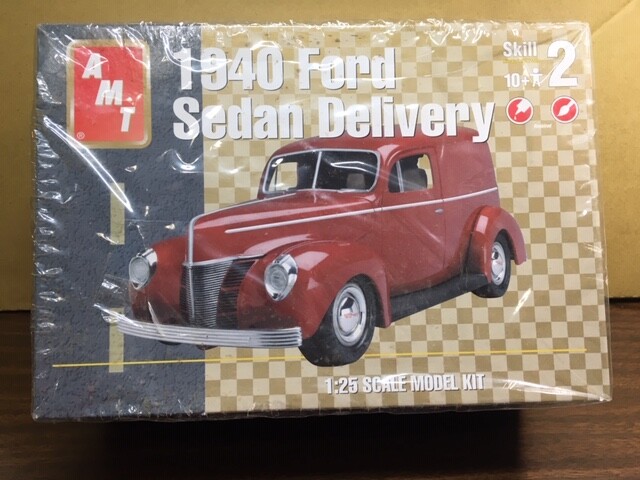 AMT
®
1940 Ford
Sedan Delivery
Skill
2
10+
1:25 SCALE MODEL KIT